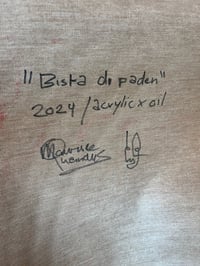 "Bista di paden"
2024 / acrylic x oil